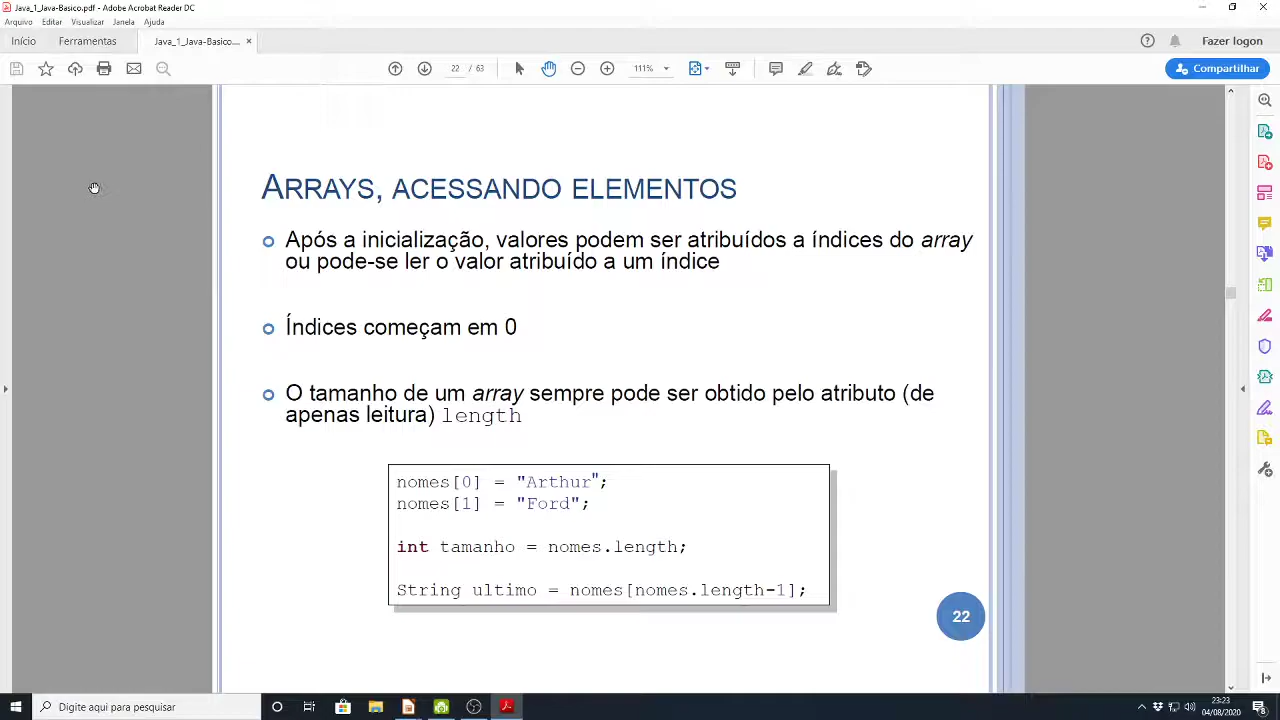 Java_1_Java-Basico.pdf - Adobe Acrobat Reader DC
Arquivo Editar Visualizar Janela Ajuda
Início Ferramentas Java_1_Java-Basico... × Fazer logon
22 / 63 111% Compartilhar
ARRAYS, ACESSANDO ELEMENTOS
Após a inicialização, valores podem ser atribuídos a índices do array
ou pode-se ler o valor atribuído a um índice
Índices começam em 0
O tamanho de um array sempre pode ser obtido pelo atributo (de
apenas leitura) length
nomes[0] = "Arthur";
nomes[1] = "Ford";
int tamanho = nomes.length;
String ultimo = nomes[nomes.length-1];
22
Digite aqui para pesquisar
23:23
04/08/2020
8